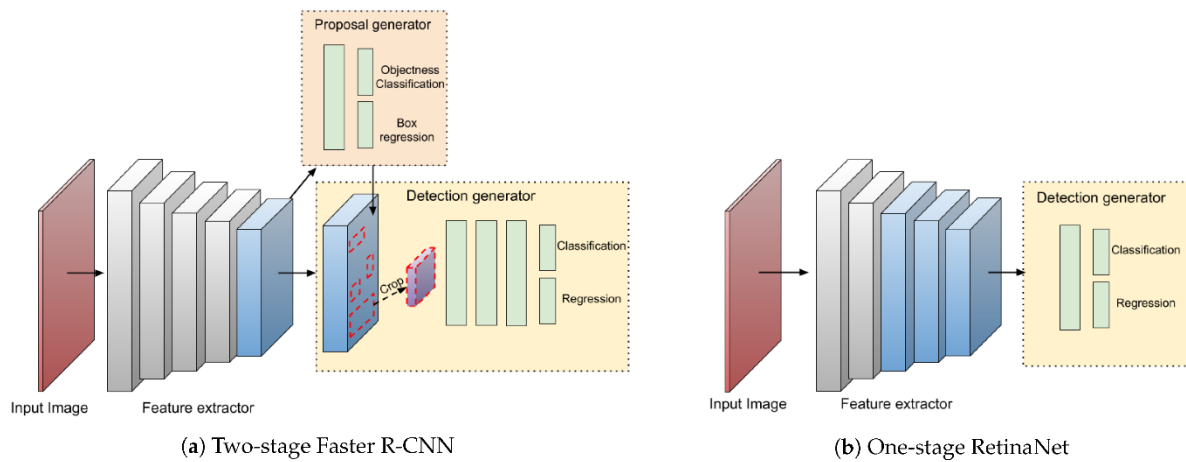 Proposal generator
Objectness
Classification
Box
regression
Detection generator
Classification
Crop
Regression
Input Image
Feature extractor
(a) Two-stage Faster R-CNN
Detection generator
Classification
Regression
Input Image
Feature extractor
(b) One-stage RetinaNet